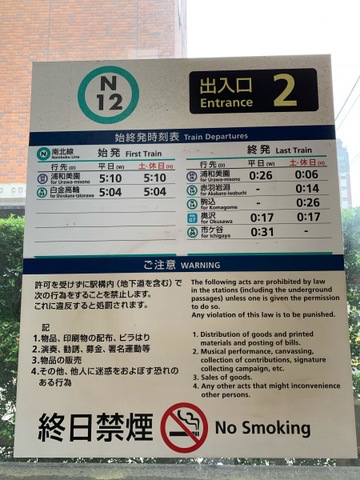 N
12
出入口
Entrance 2
始終発時刻表 Train Departures
N 南北線 始発 First Train
Namboku Line
行先(D) 平日(W) 土・休日(H)
浦和美園 5:10 5:10
for Urawa-misono
白金高輪 5:04 5:04
for Shirokane-takanawa
終発 Last Train
行先(D) 平日(W) 土・休日(H)
浦和美園 0:26 0:06
for Urawa-misono
赤羽岩淵 - 0:14
for Akabane-iwabuchi
駒込 - 0:26
for Komagome
奥沢 0:17 0:17
for Okusawa
市ケ谷 0:31 -
for Ichigaya
ご注意 WARNING
許可を受けずに駅構内(地下道を含む)で
次の行為をすることを禁止します。
これに違反すると処罰されます。
記
1.物品、印刷物の配布、ビラはり
2.演奏、勧誘、募金、署名運動等
3.物品の販売
4.その他、他人に迷惑をおよぼす恐れの
ある行為
The following acts are prohibited by law
in the stations (including the underground
passages) unless one is given the permission
to do so.
Any violation of this law is to be punished.
1. Distribution of goods and printed
materials and posting of bills.
2. Musical performance, canvassing,
collection of contributions, signature
collecting campaign, etc.
3. Sales of goods.
4. Any other acts that might inconvenience
other persons.
終日禁煙 No Smoking